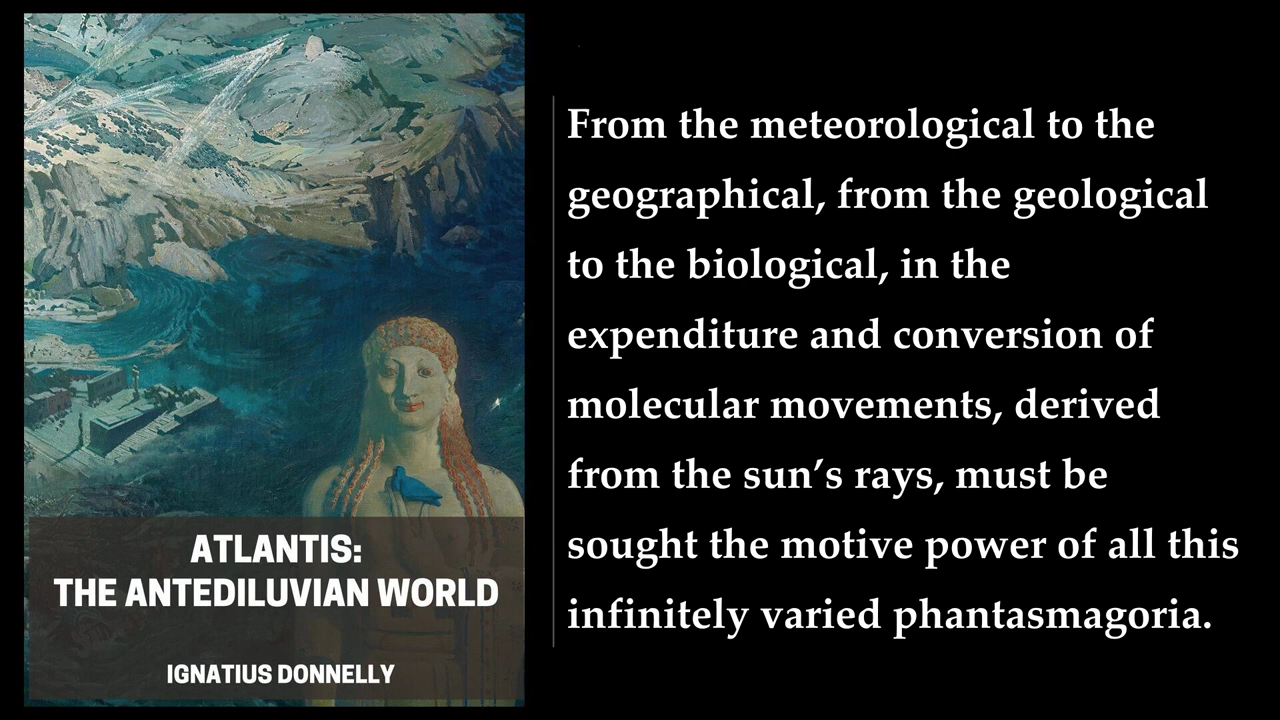 ATLANTIS:
THE ANTEDILUVIAN WORLD
IGNATIUS DONNELLY
From the meteorological to the
geographical, from the geological
to the biological, in the
expenditure and conversion of
molecular movements, derived
from the sun’s rays, must be
sought the motive power of all this
infinitely varied phantasmagoria.